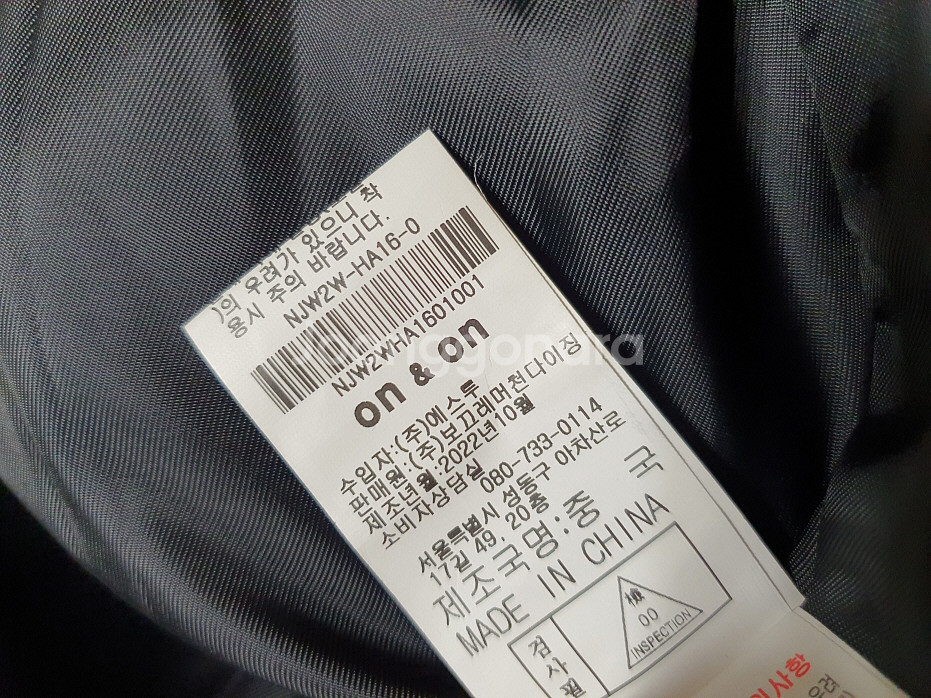 )의 우려가 있으니 착
용시 주의 바랍니다.
NJW2W-HA16-0
NJW2WHA1601001
on & on
joonggonara
수입자:(주)에스투
판매원:(주)보끄레머천다이징
제조년월:2022년10월
소비자상담실 080-733-0114
서울특별시 성동구 아차산로
17길 49, 20층
제조국명:중 국
MADE IN CHINA
검사필
檢
00
INSPECTION